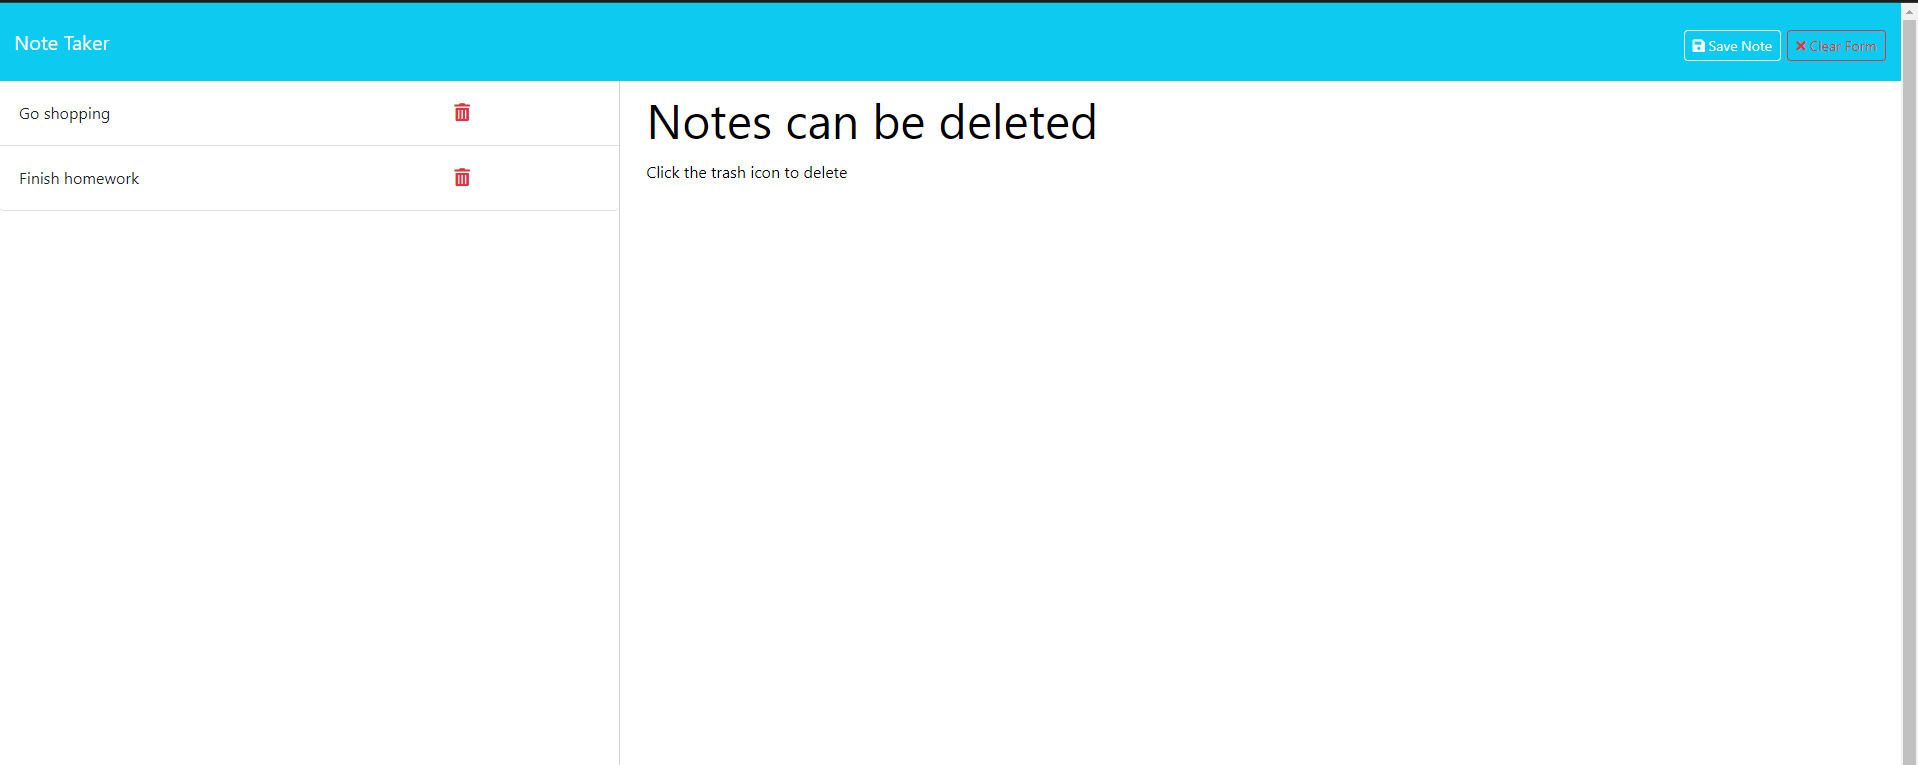 Note Taker
Save Note
Clear Form
Go shopping
Finish homework
Notes can be deleted
Click the trash icon to delete